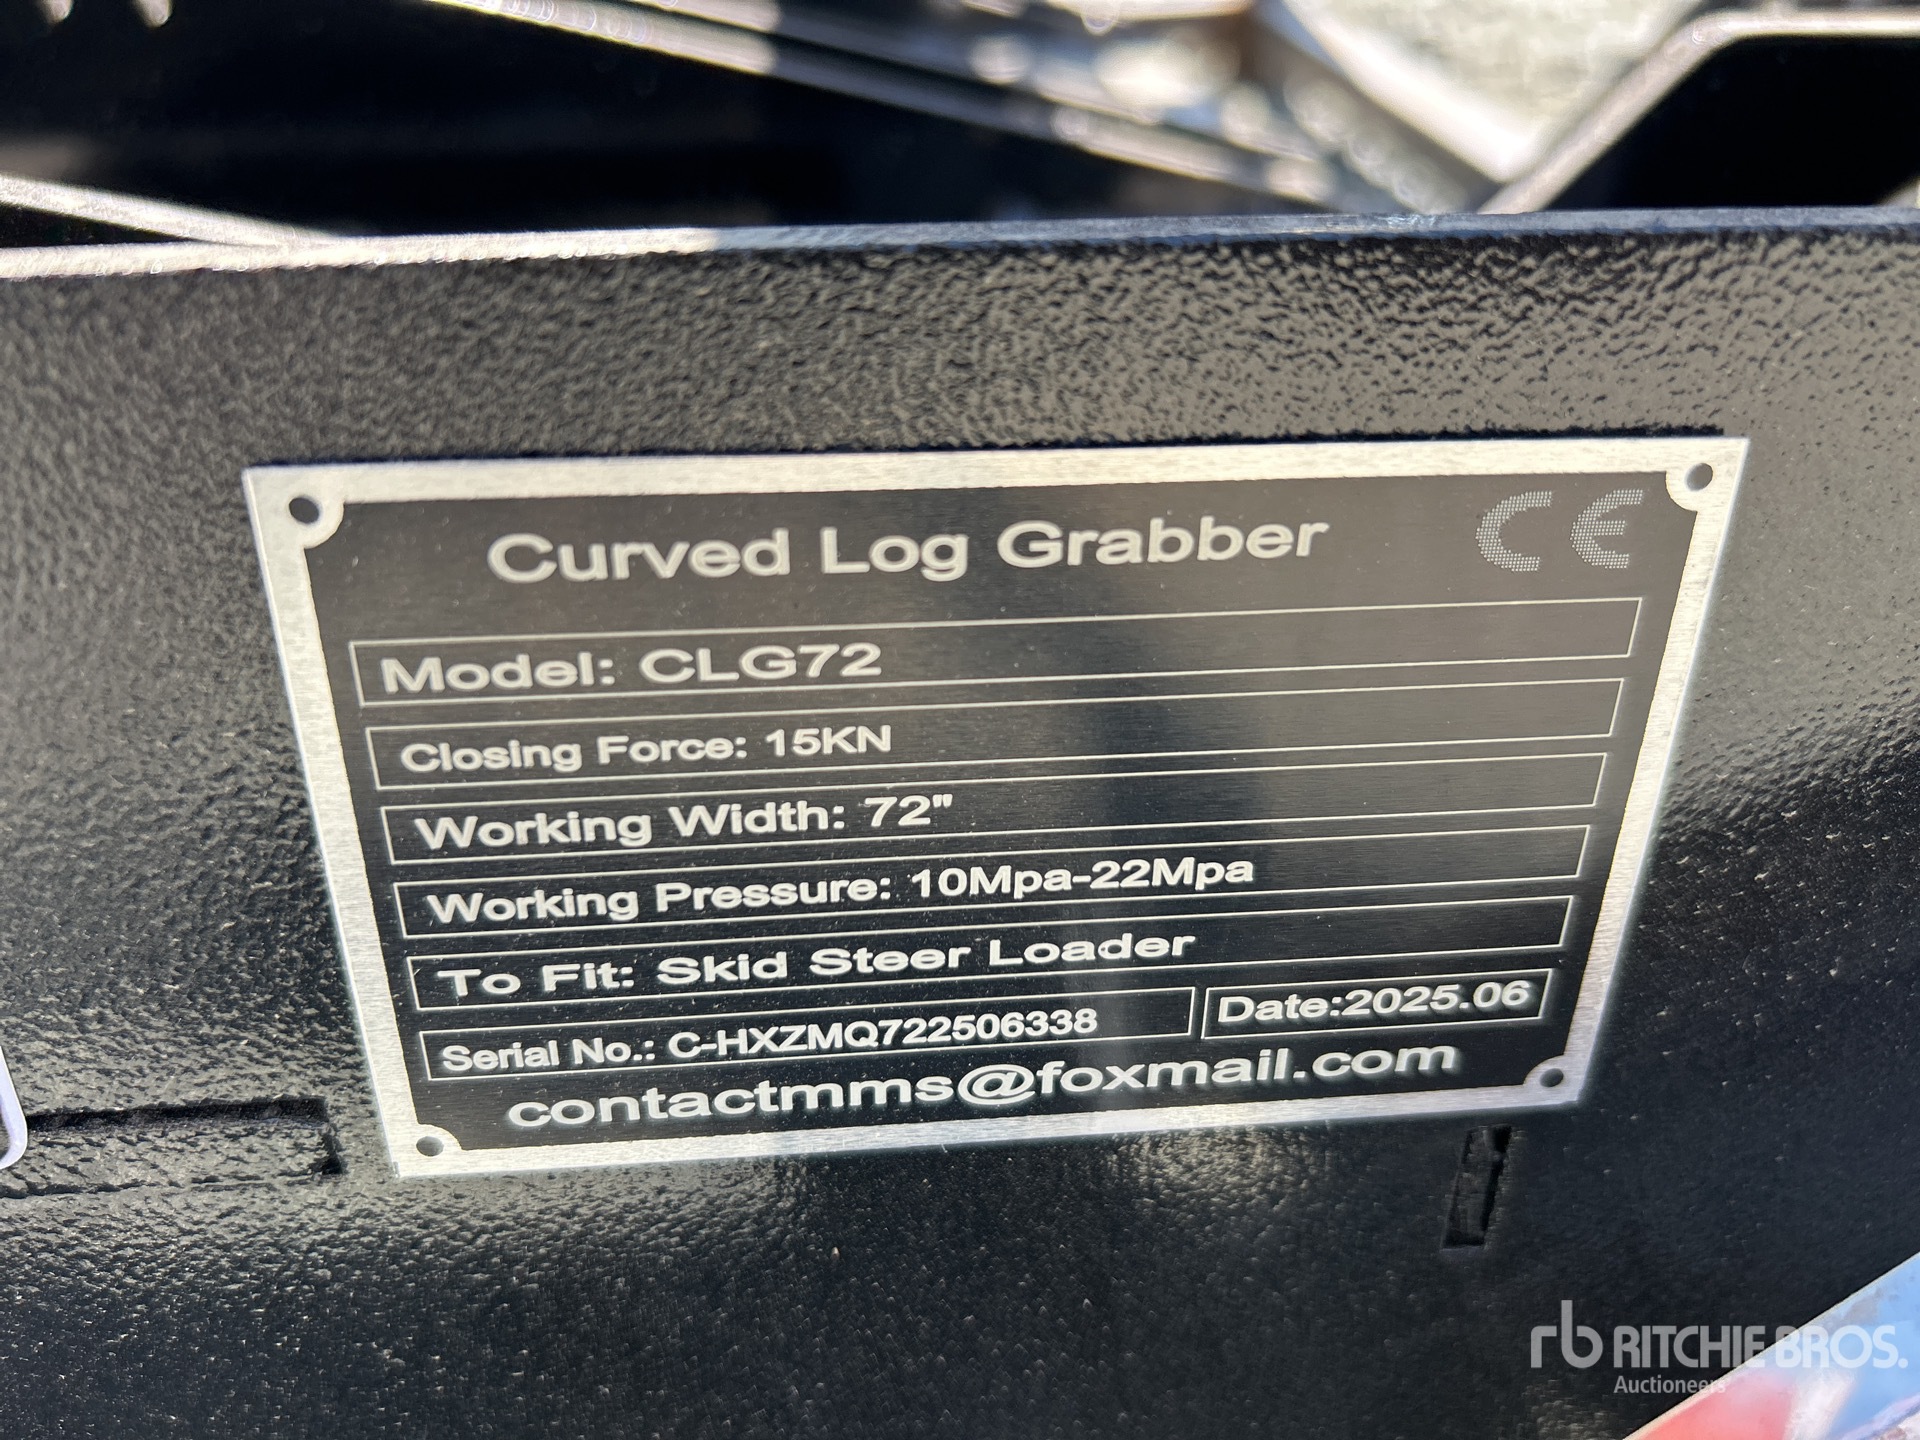 Curved Log Grabber CE
Model: CLG72
Closing Force: 15KN
Working Width: 72"
Working Pressure: 10Mpa-22Mpa
To Fit: Skid Steer Loader
Serial No.: C-HXZMQ722506338 Date:2025.06
contactmms@foxmail.com
rb RITCHIE BROS.
Auctioneers